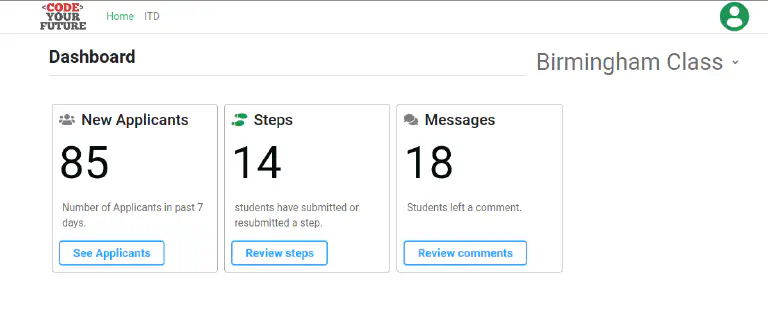 <CODE
YOUR
FUTURE>
Home ITD
Dashboard
Birmingham Class
New Applicants
85
Number of Applicants in past 7
days.
See Applicants
Steps
14
students have submitted or
resubmitted a step.
Review steps
Messages
18
Students left a comment.
Review comments